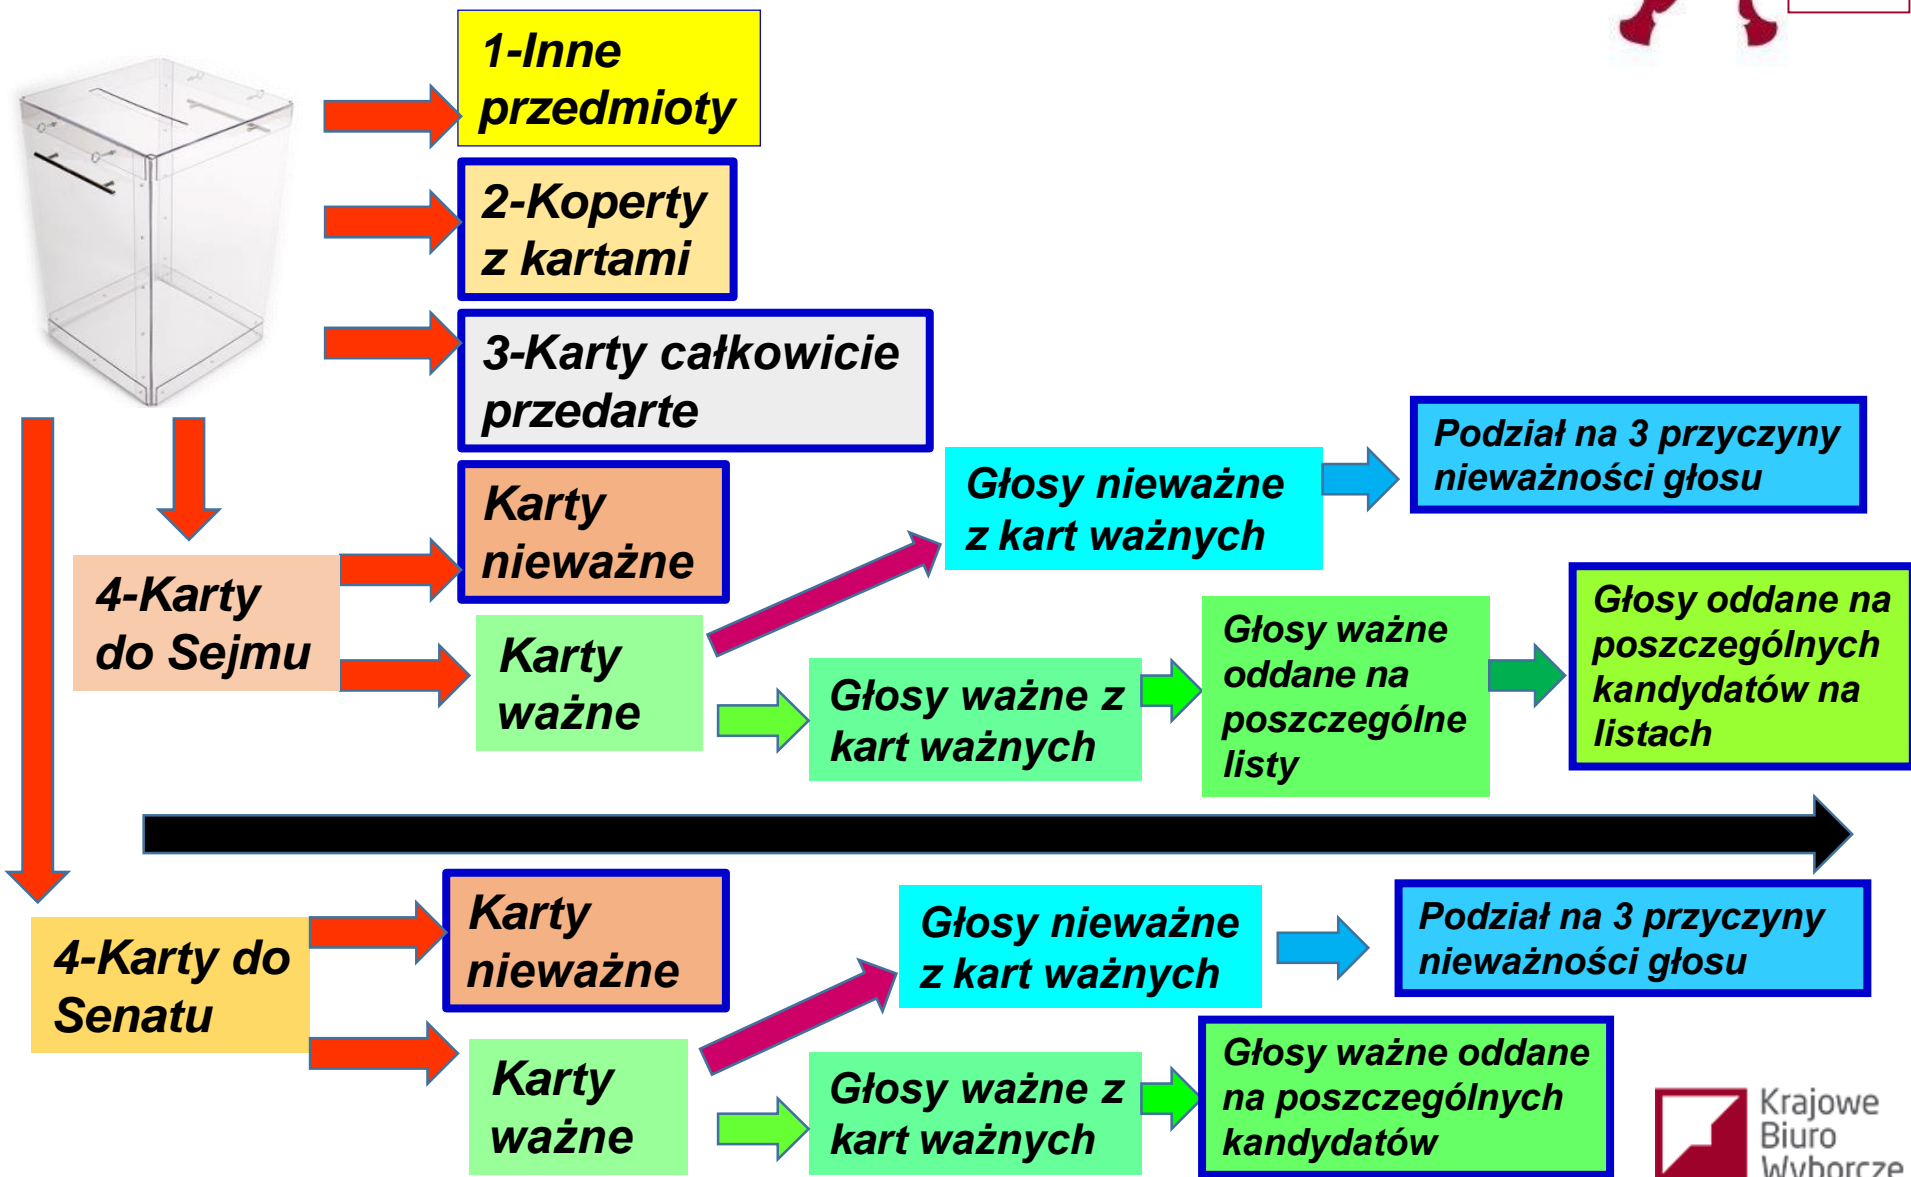 1-Inne
przedmioty
2-Koperty
z kartami
3-Karty całkowicie
przedarte
Podział na 3 przyczyny
nieważności głosu
Głosy nieważne
z kart ważnych
Karty
nieważne
4-Karty
do Sejmu
Karty
ważne
Głosy ważne z
kart ważnych
Głosy ważne
oddane na
poszczególne
listy
Głosy oddane na
poszczególnych
kandydatów na
listach
Karty
nieważne
4-Karty do
Senatu
Głosy nieważne
z kart ważnych
Podział na 3 przyczyny
nieważności głosu
Karty
ważne
Głosy ważne z
kart ważnych
Głosy ważne oddane
na poszczególnych
kandydatów
Krajowe
Biuro
Wyborcze